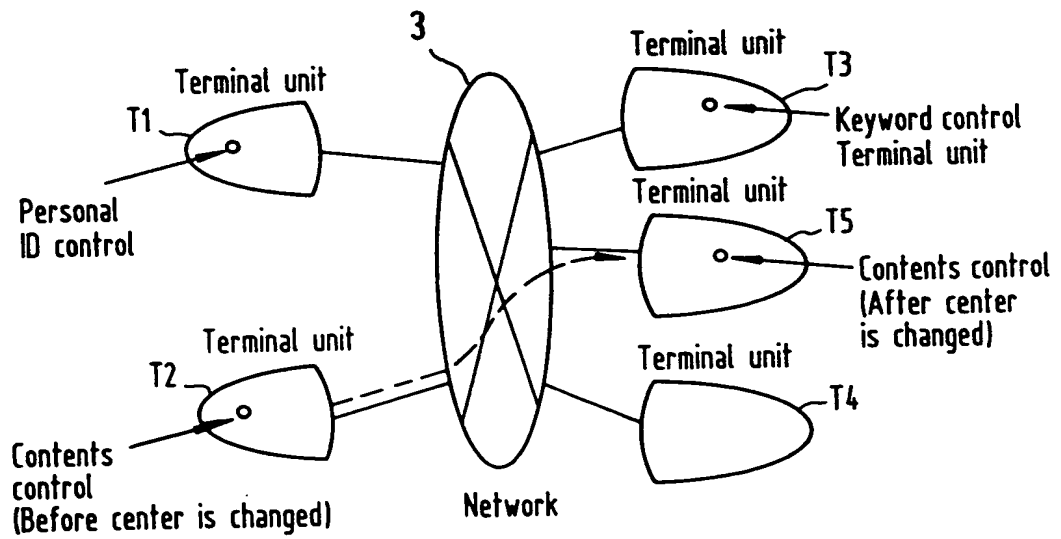 3
Terminal unit
T1
Personal
ID control
Terminal unit
T3
Keyword control
Terminal unit
Terminal unit
T5
Contents control
(After center
is changed)
Terminal unit
T2
Contents
control
(Before center is changed)
Terminal unit
T4
Network